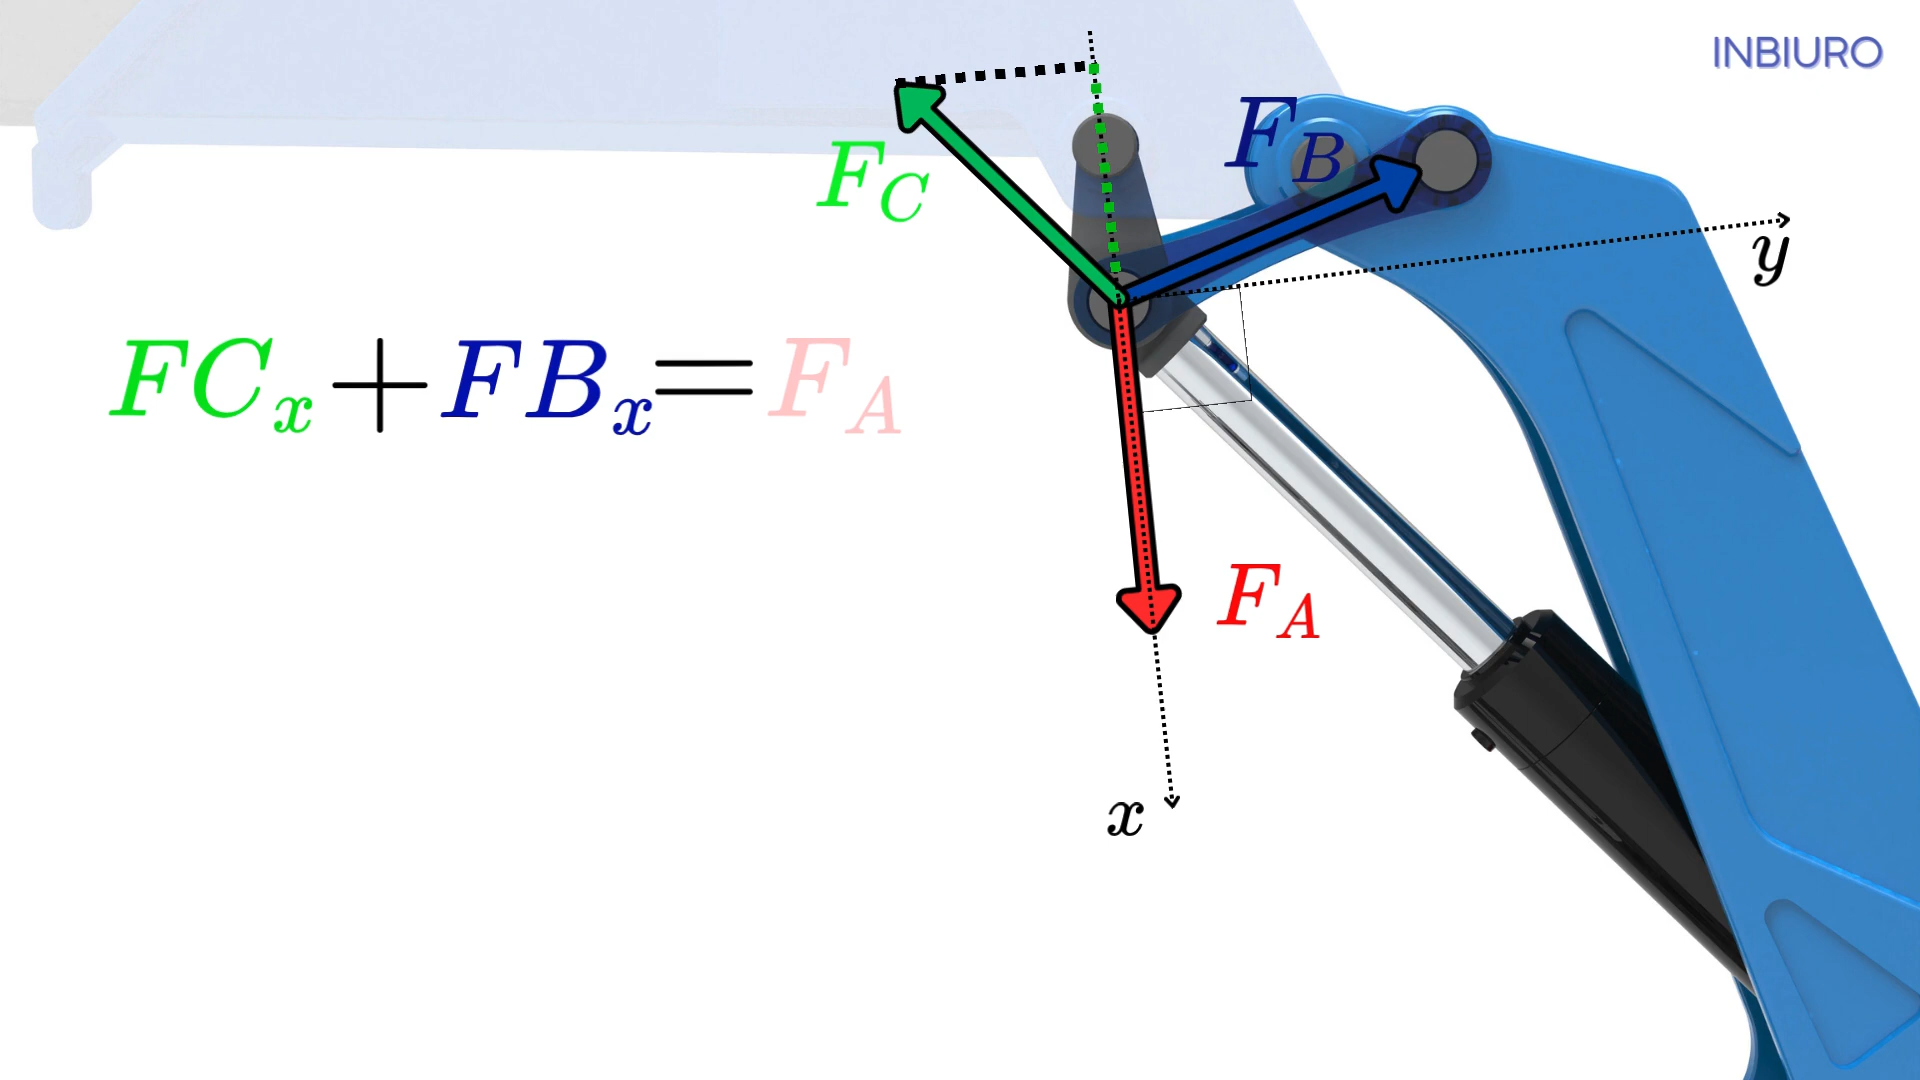 INBIURO
F_B
F_C
y
FC_x + FB_x = F_A
F_A
x